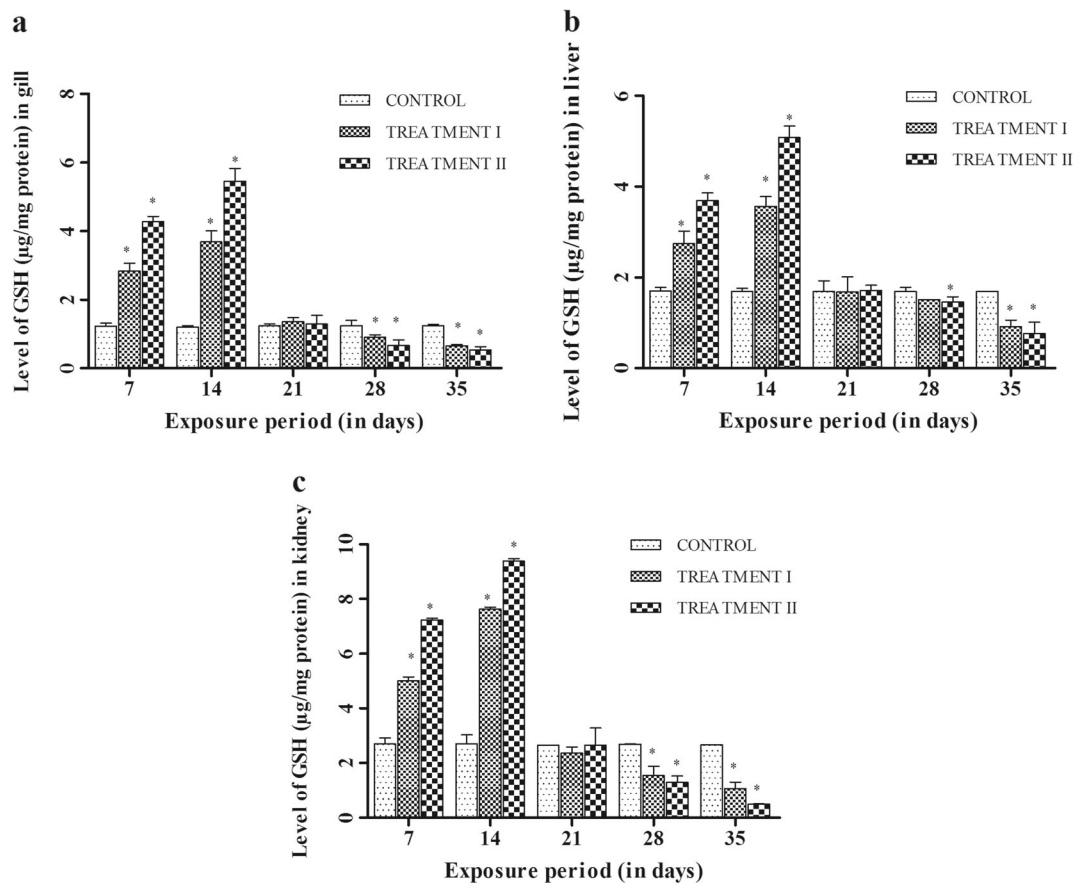 a
Level of GSH (µg/mg protein) in gill
8
6
4
2
0
CONTROL
TREATMENT I
TREATMENT II
* * * * * * * *
7 14 21 28 35
Exposure period (in days)
b
Level of GSH (µg/mg protein) in liver
6
4
2
0
CONTROL
TREATMENT I
TREATMENT II
* * * * * * *
7 14 21 28 35
Exposure period (in days)
c
Level of GSH (µg/mg protein) in kidney
10
8
6
4
2
0
CONTROL
TREATMENT I
TREATMENT II
* * * * * * * *
7 14 21 28 35
Exposure period (in days)